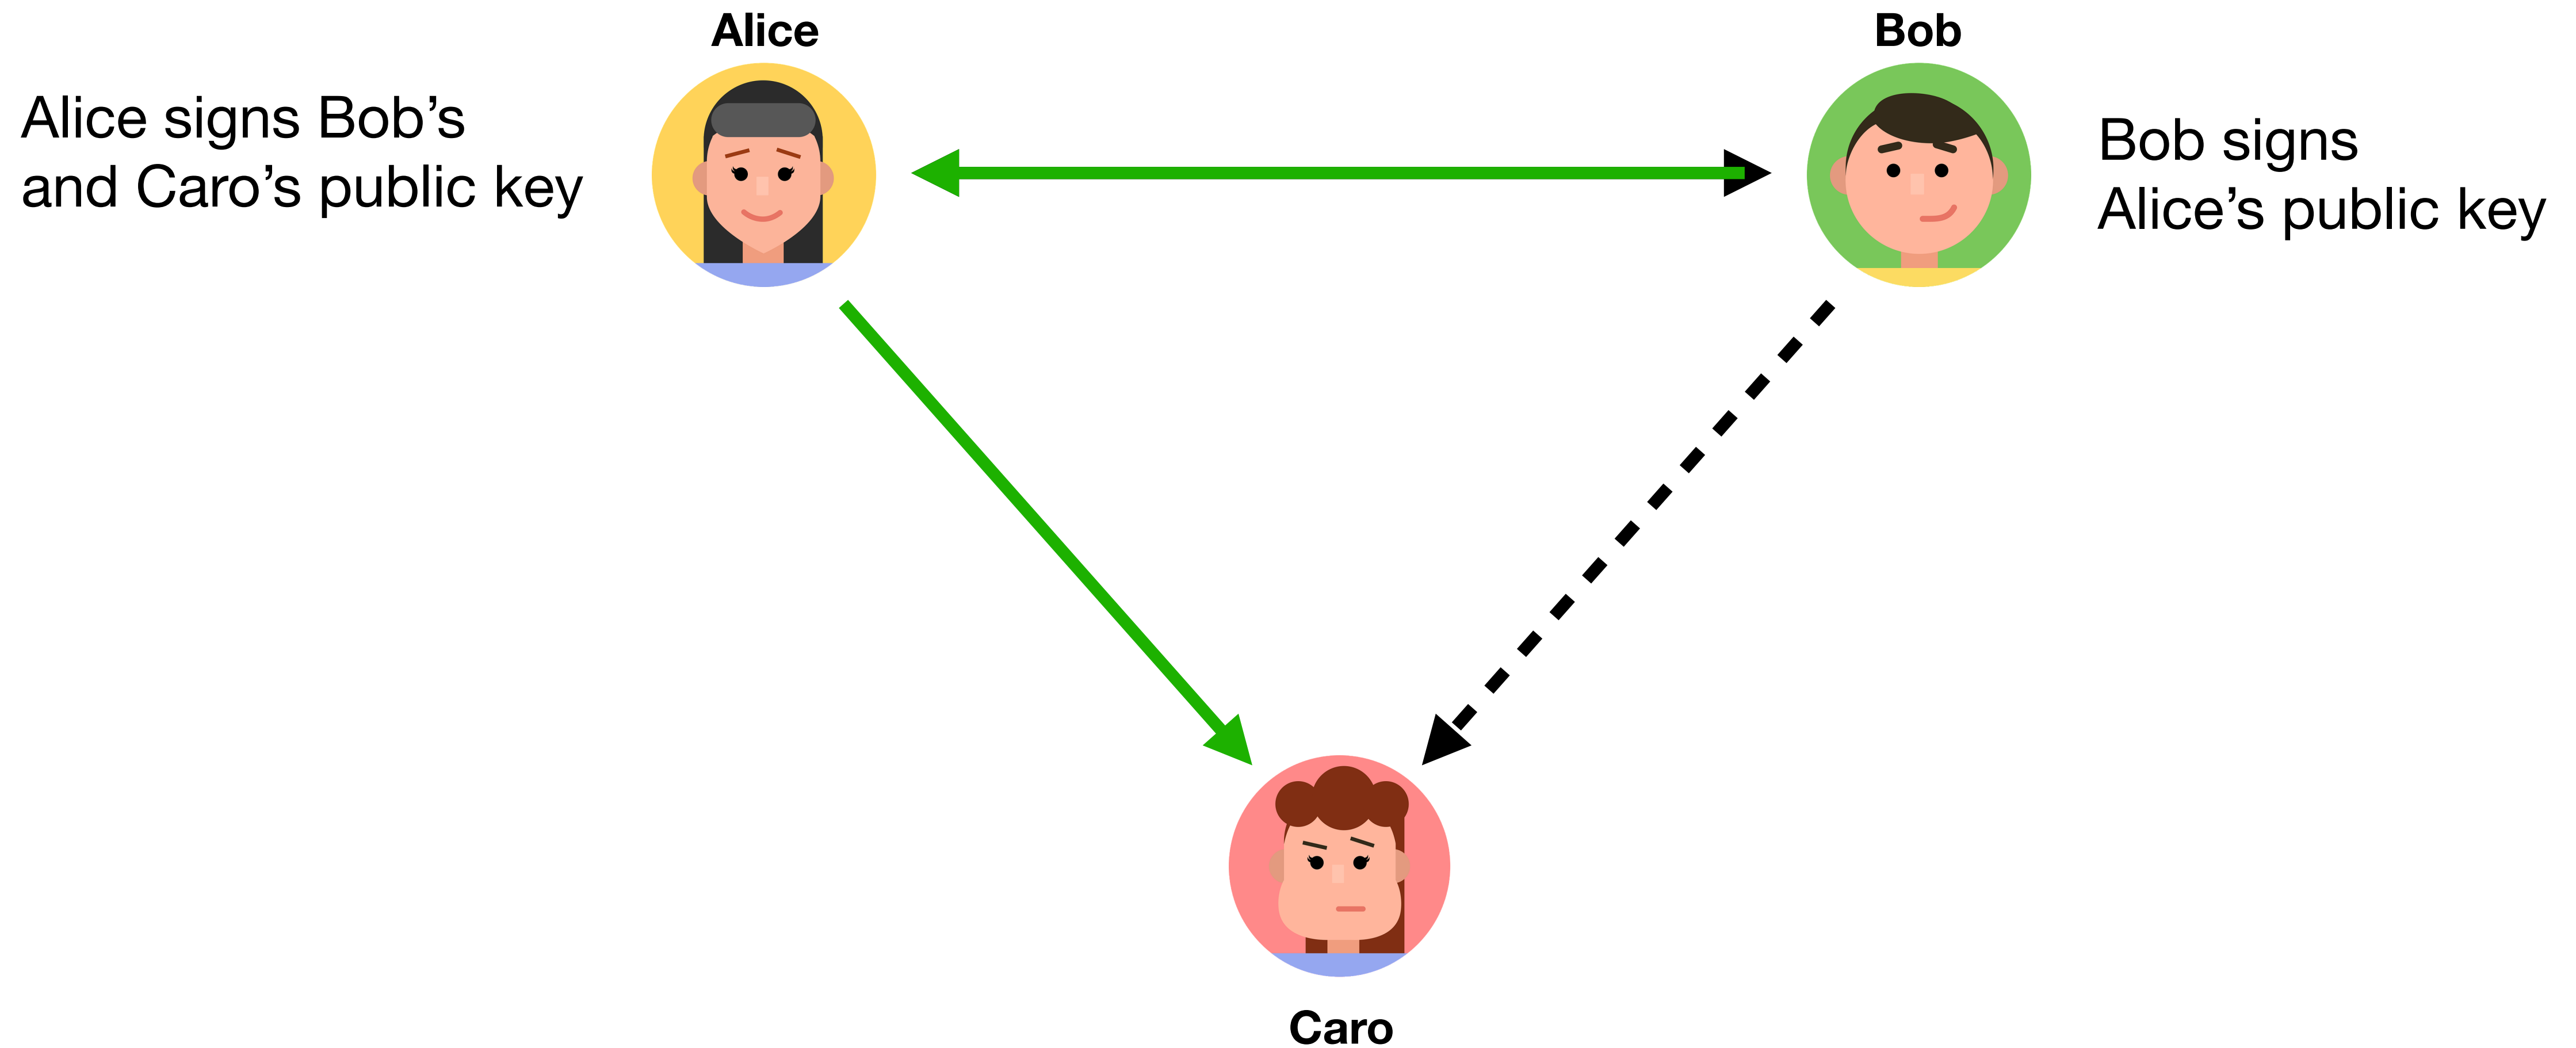 Alice
Bob
Alice signs Bob’s
and Caro’s public key
Bob signs
Alice’s public key
Caro